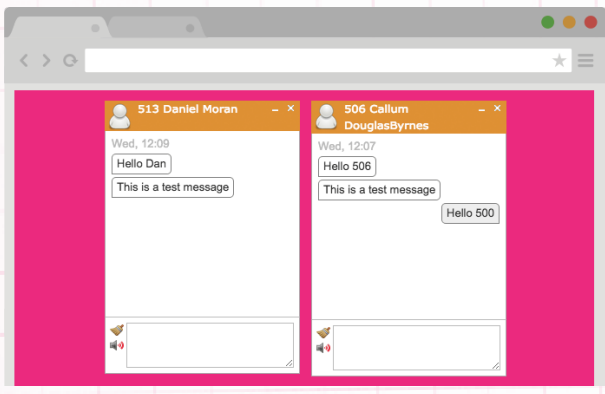 513 Daniel Moran
Wed, 12:09
Hello Dan
This is a test message
506 Callum
DouglasByrnes
Wed, 12:07
Hello 506
This is a test message
Hello 500